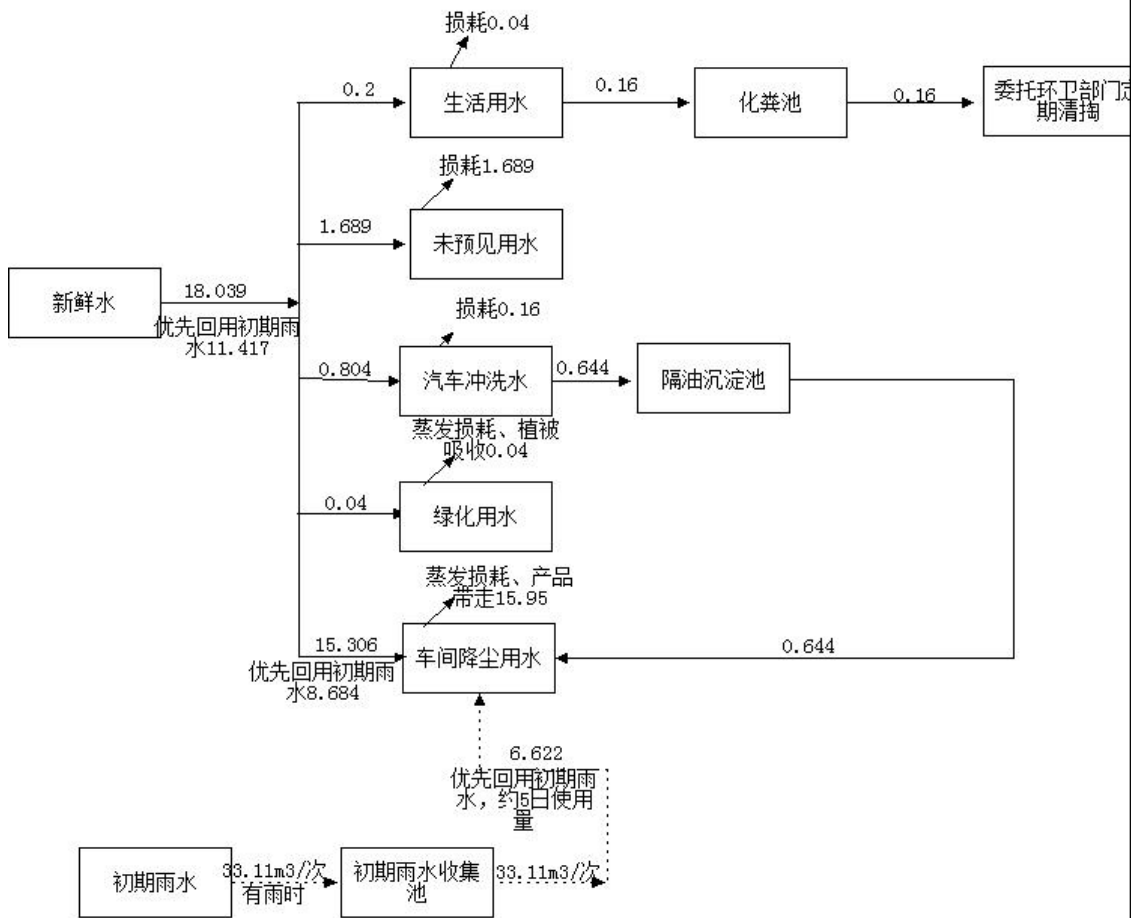 损耗0.04
0.2
生活用水
0.16
化粪池
0.16
委托环卫部门定
期清掏
损耗1.689
1.689
未预见用水
新鲜水
18.039
优先回用初期雨
水11.417
损耗0.16
0.804
汽车冲洗水
0.644
隔油沉淀池
蒸发损耗、植被
吸收0.04
0.04
绿化用水
蒸发损耗、产品
带走15.95
15.306
优先回用初期雨
水8.684
车间降尘用水
0.644
6.622
优先回用初期雨
水，约5日使用
量
初期雨水
33.11m3/次
有雨时
初期雨水收集
池
33.11m3/次